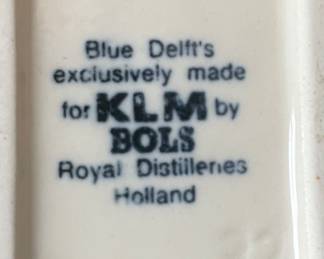 Blue Delft's
exclusively made
for KLM by
BOLS
Royal Distilleries
Holland